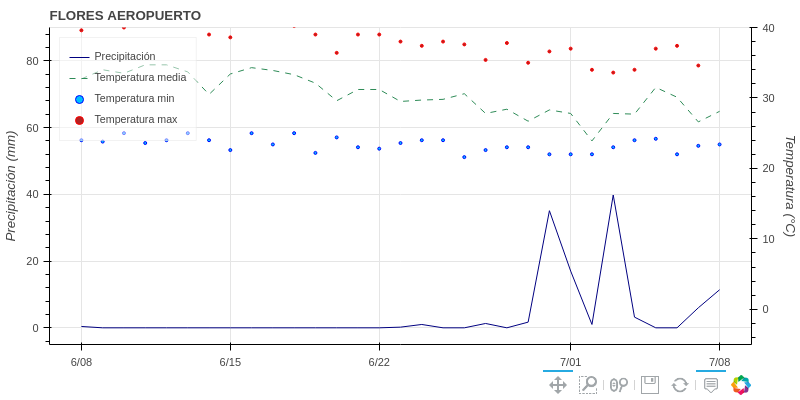 FLORES AEROPUERTO
Precipitación
Temperatura media
Temperatura min
Temperatura max
Precipitación (mm)
80
60
40
20
0
Temperatura (°C)
40
30
20
10
0
6/08
6/15
6/22
7/01
7/08